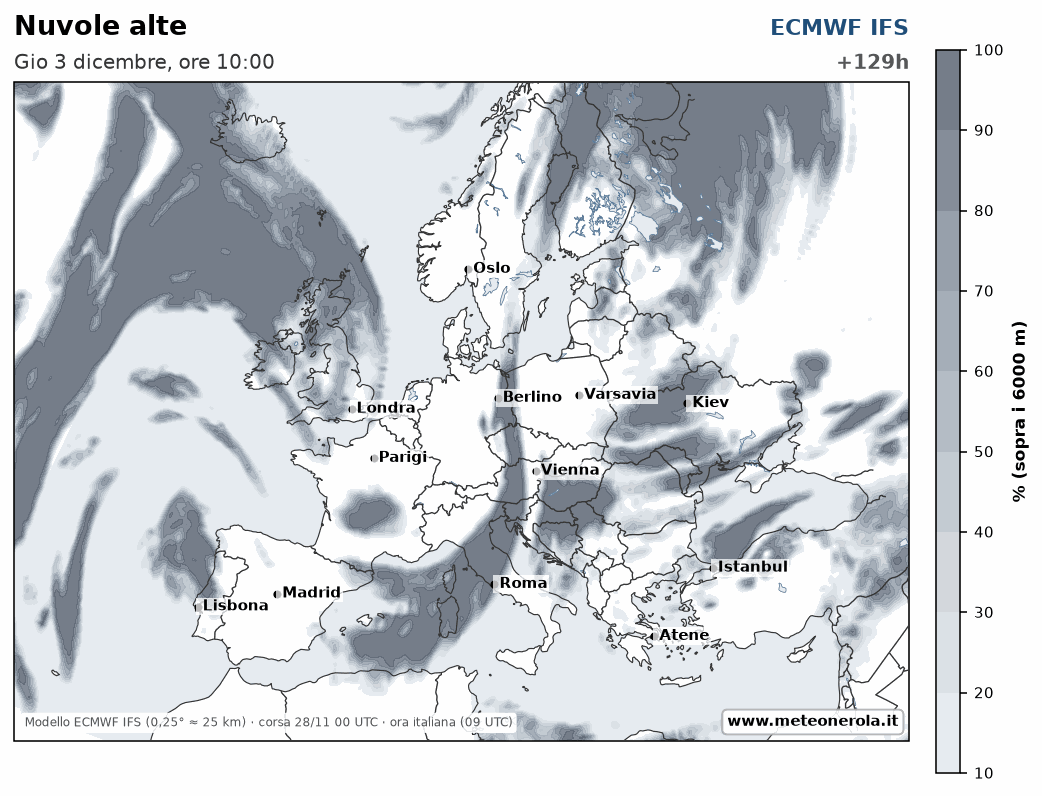 Nuvole alte
ECMWF IFS
Gio 3 dicembre, ore 10:00
+129h
100
90
80
70
60
50
40
30
20
10
% (sopra i 6000 m)
Oslo
Berlino
Varsavia
Kiev
Londra
Parigi
Vienna
Istanbul
Roma
Madrid
Lisbona
Atene
Modello ECMWF IFS (0,25° ≈ 25 km) · corsa 28/11 00 UTC · ora italiana (09 UTC)
www.meteonerola.it